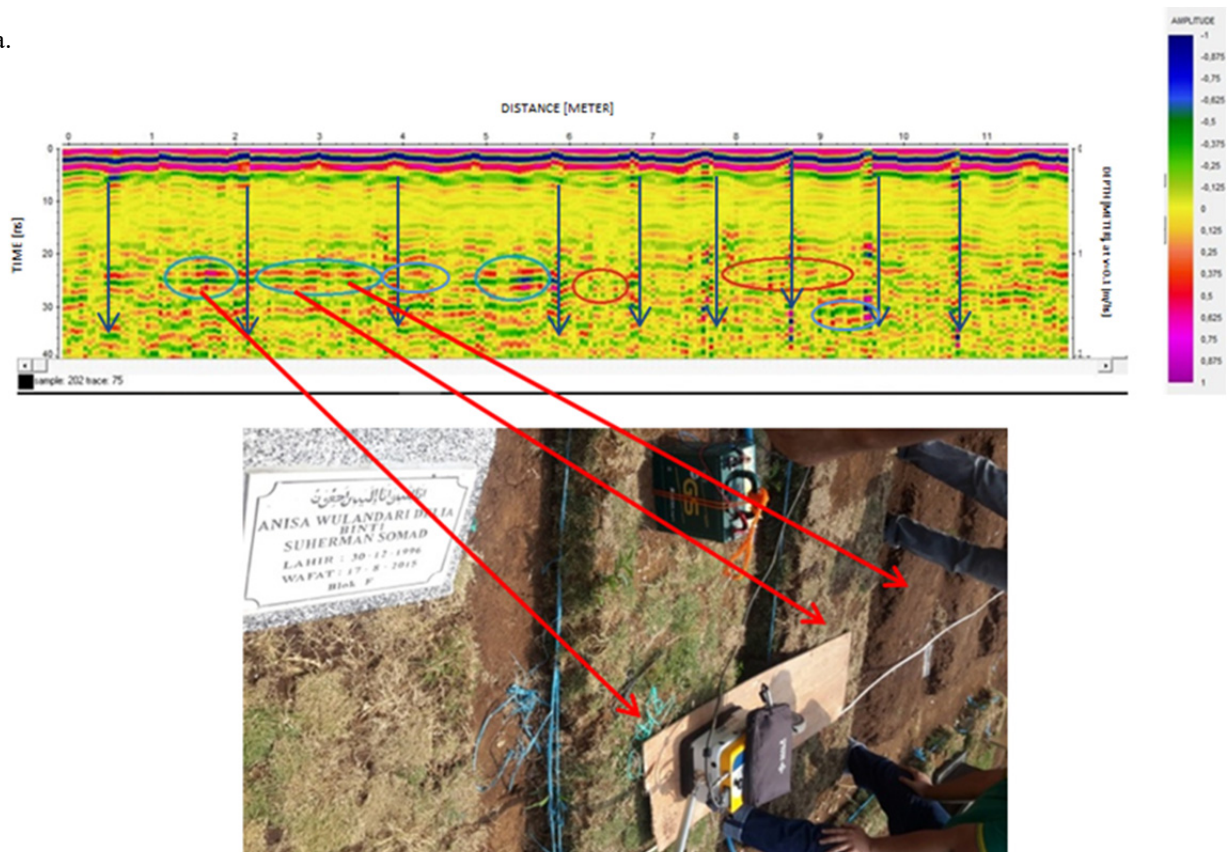 a.
AMPLITUDE
-1
-0,875
-0,75
-0,625
-0,5
-0,375
-0,25
-0,125
0
0,125
0,25
0,375
0,5
0,625
0,75
0,875
1
DISTANCE [METER]
0 1 2 3 4 5 6 7 8 9 10 11
TIME [ns]
0
10
20
30
40
0
1
DEPTH [METER] at v=0.1 [m/ns]
sample: 202 trace: 75
ANISA WULANDARI DELIA
BINTI
SUHERMAN SOMAD
LAHIR : 30-12-1996
WAFAT : 17-8-2015
Blok F
GS